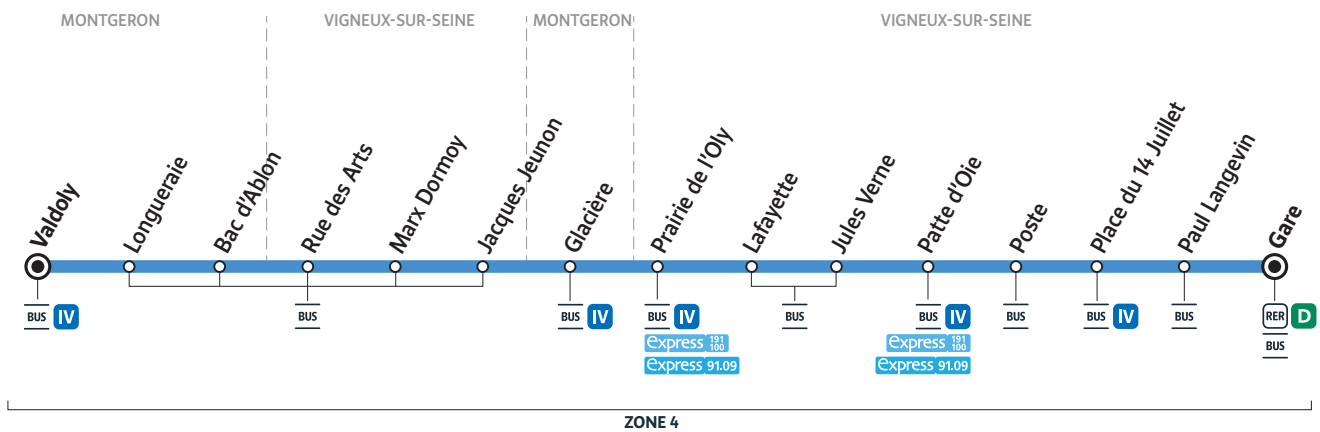 MONTGERON
VIGNEUX-SUR-SEINE
MONTGERON
VIGNEUX-SUR-SEINE
Valdoly
Longueraie
Bac d'Ablon
Rue des Arts
Marx Dormoy
Jacques Jeunon
Glacière
Prairie de l'Oly
Lafayette
Jules Verne
Patte d'Oie
Poste
Place du 14 Juillet
Paul Langevin
Gare
BUS IV
BUS
BUS IV
BUS IV
express 191 100
express 91.09
BUS
BUS IV
express 191 100
express 91.09
BUS
BUS IV
BUS
RER D
BUS
ZONE 4